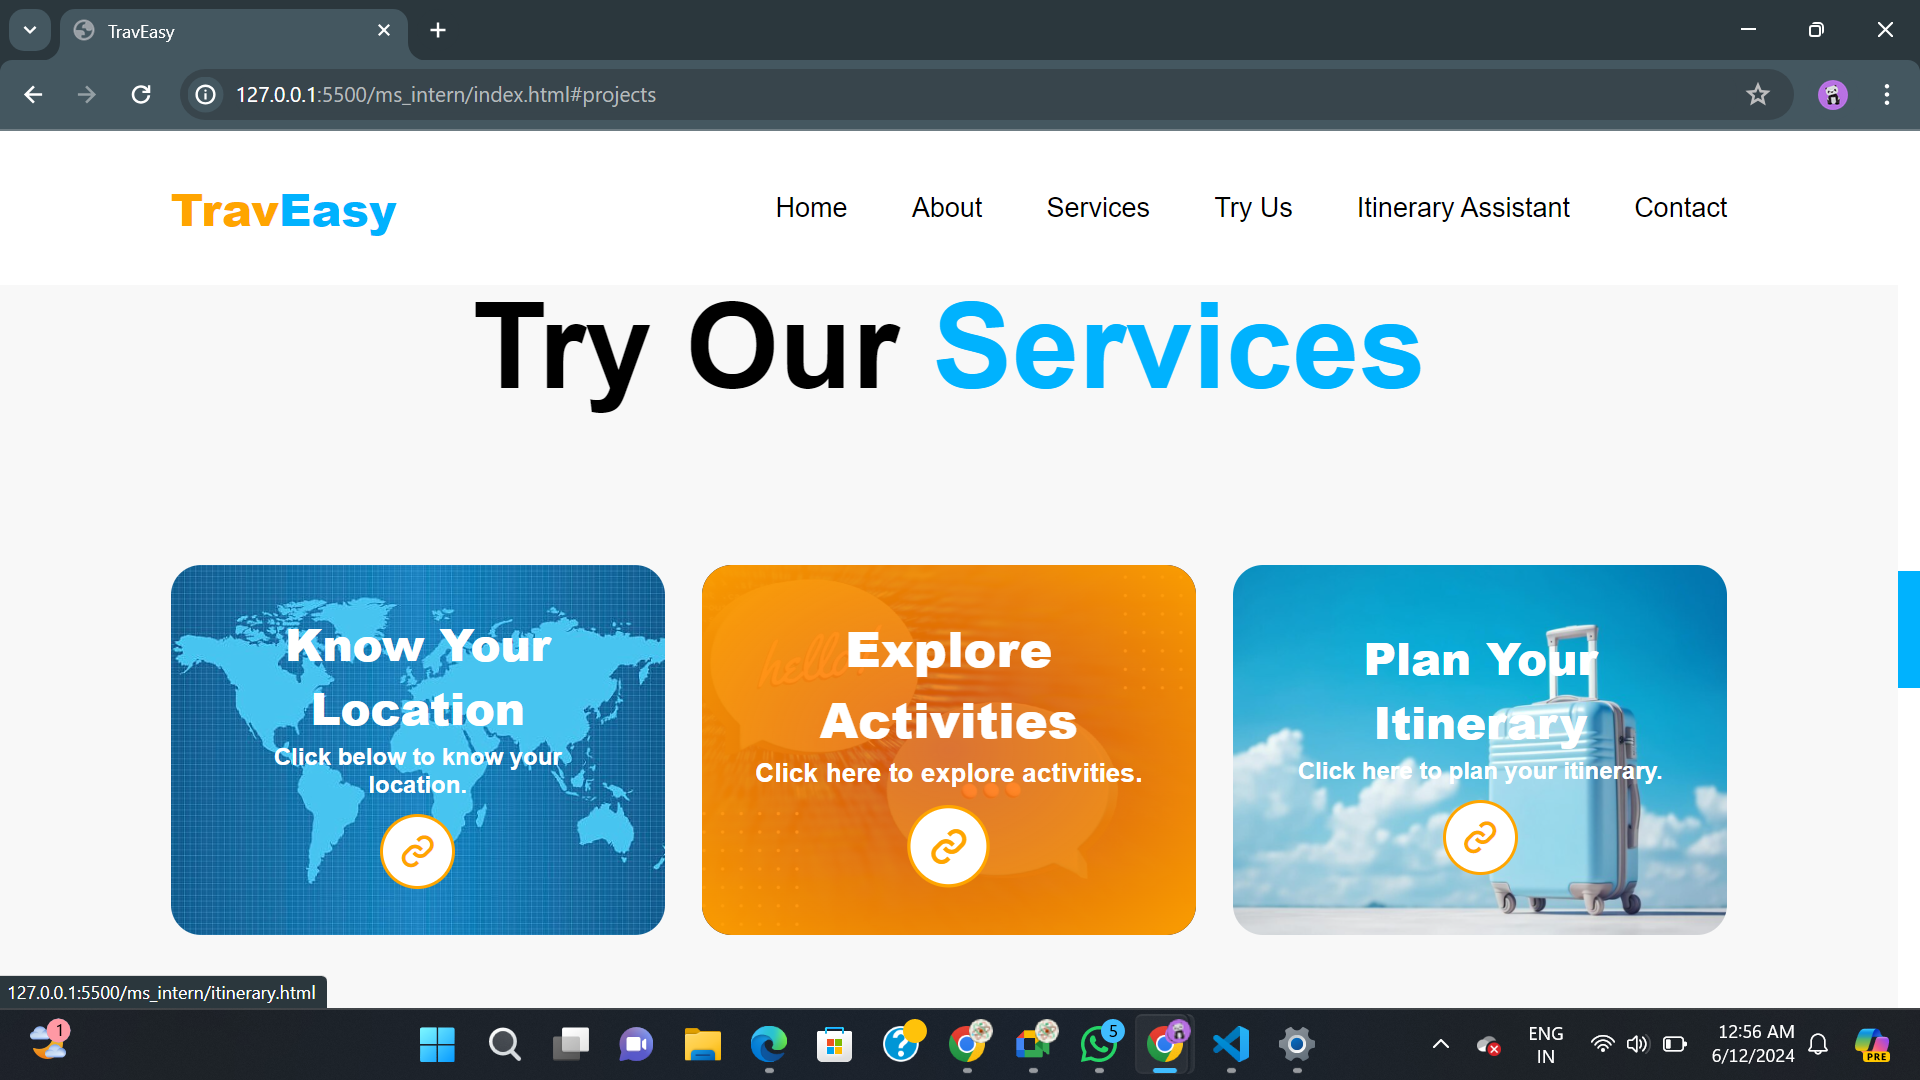 TravEasy
127.0.0.1:5500/ms_intern/index.html#projects
TravEasy
Home
About
Services
Try Us
Itinerary Assistant
Contact
Try Our Services
Know Your
Location
Click below to know your
location.
hello
Explore
Activities
Click here to explore activities.
Plan Your
Itinerary
Click here to plan your itinerary.
127.0.0.1:5500/ms_intern/itinerary.html
1
5
PRE
ENG
IN
12:56 AM
6/12/2024